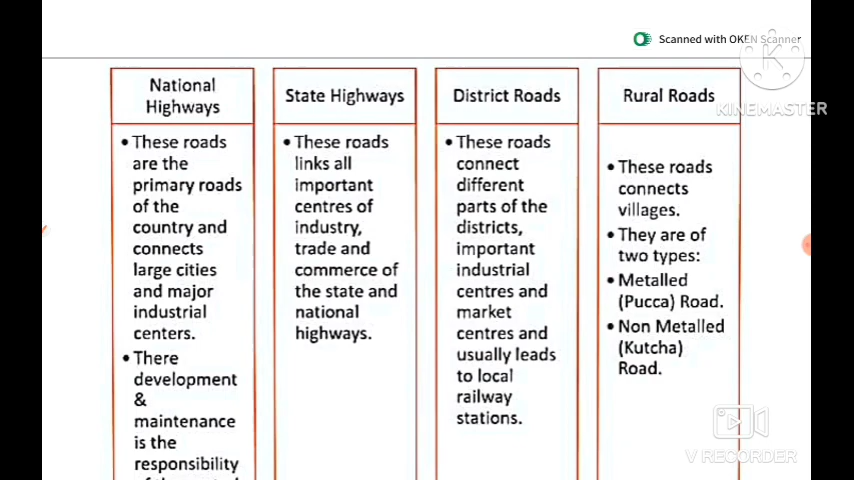 Scanned with OKEN Scanner
KINEMASTER
National
Highways
• These roads
are the
primary roads
of the
country and
connects
large cities
and major
industrial
centers.
• There
development
&
maintenance
is the
responsibility
State Highways
• These roads
links all
important
centres of
industry,
trade and
commerce of
the state and
national
highways.
District Roads
• These roads
connect
different
parts of the
districts,
important
industrial
centres and
market
centres and
usually leads
to local
railway
stations.
Rural Roads
• These roads
connects
villages.
• They are of
two types:
• Metalled
(Pucca) Road.
• Non Metalled
(Kutcha)
Road.
V RECORDER